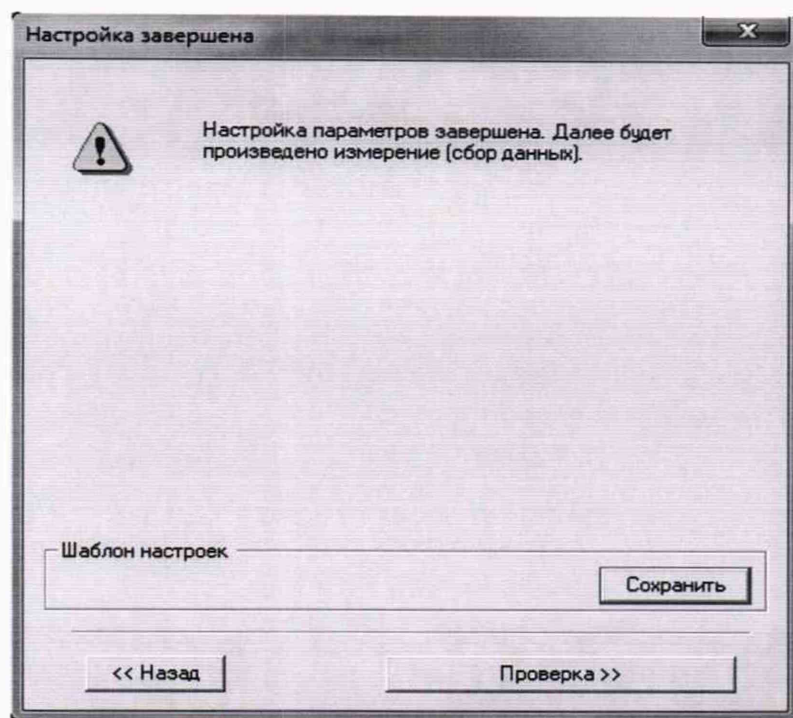 Настройка завершена
Настройка параметров завершена. Далее будет
произведено измерение (сбор данных).
Шаблон настроек
Сохранить
<< Назад
Проверка >>